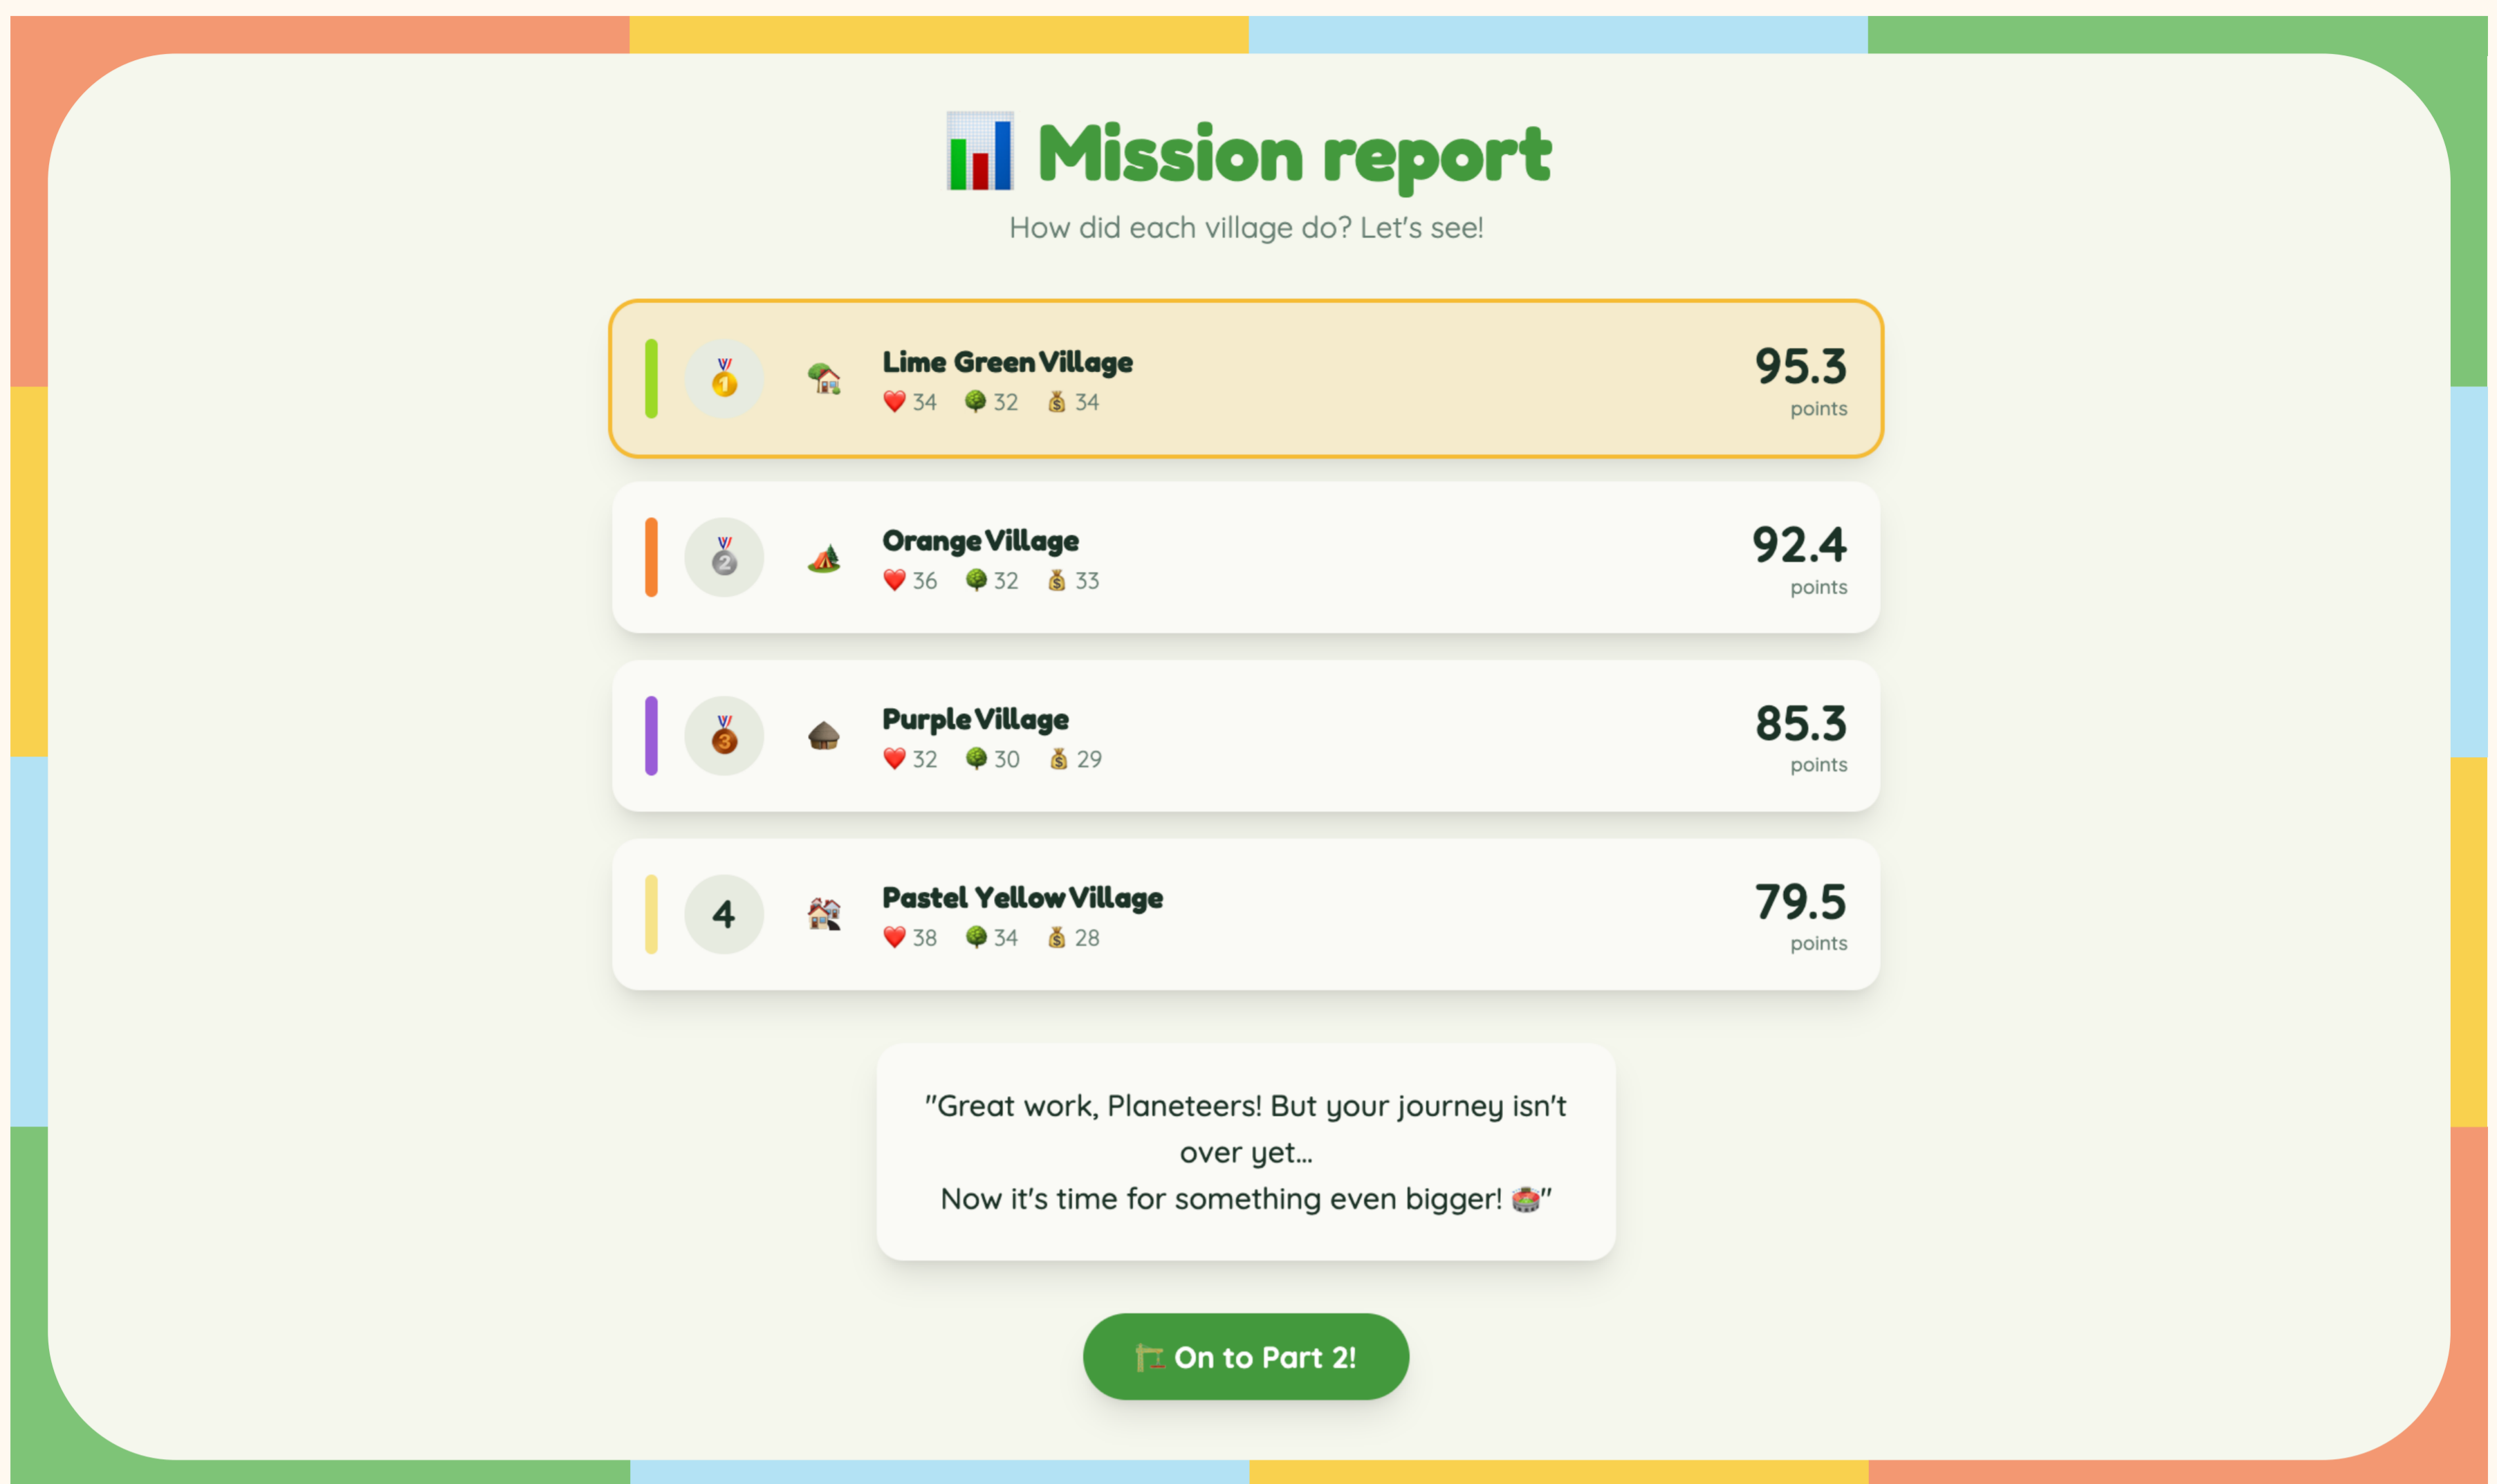 📊 Mission report
How did each village do? Let's see!
🥇 🏡 Lime Green Village
❤️ 34 🌳 32 💰 34
95.3
points
🥈 🏕️ Orange Village
❤️ 36 🌳 32 💰 33
92.4
points
🥉 🛖 Purple Village
❤️ 32 🌳 30 💰 29
85.3
points
4 🏘️ Pastel Yellow Village
❤️ 38 🌳 34 💰 28
79.5
points
"Great work, Planeteers! But your journey isn't
over yet...
Now it's time for something even bigger! 🏟️"
🏗️ On to Part 2!